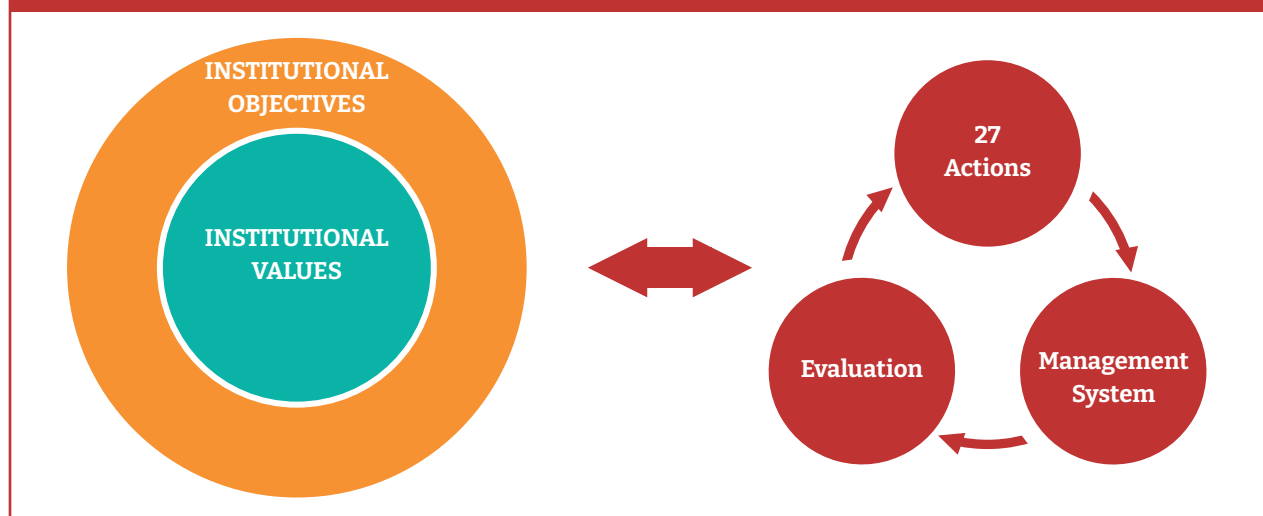 INSTITUTIONAL
OBJECTIVES
INSTITUTIONAL
VALUES
27
Actions
Evaluation
Management
System